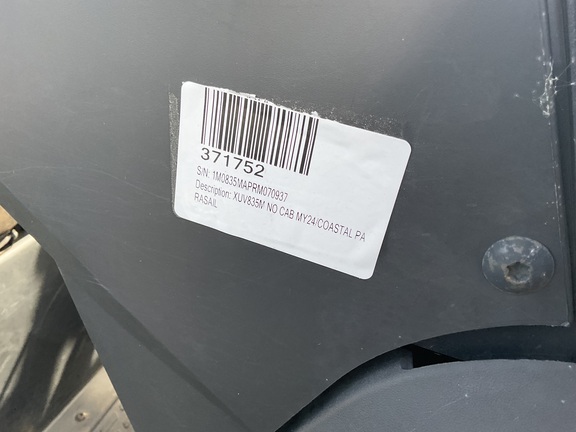 371752
S/N: 1M0835MAPRM070937
Description: XUV835M NO CAB MY24/COASTAL PA
RASAIL